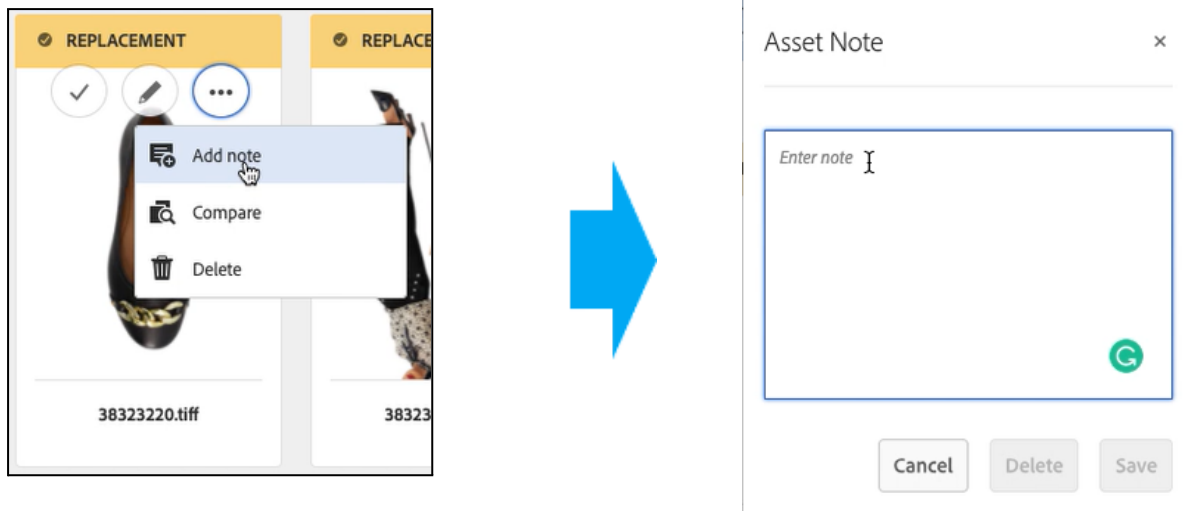 REPLACEMENT
REPLACE
Add note
Compare
Delete
38323220.tiff
38323
Asset Note
Enter note
Cancel
Delete
Save